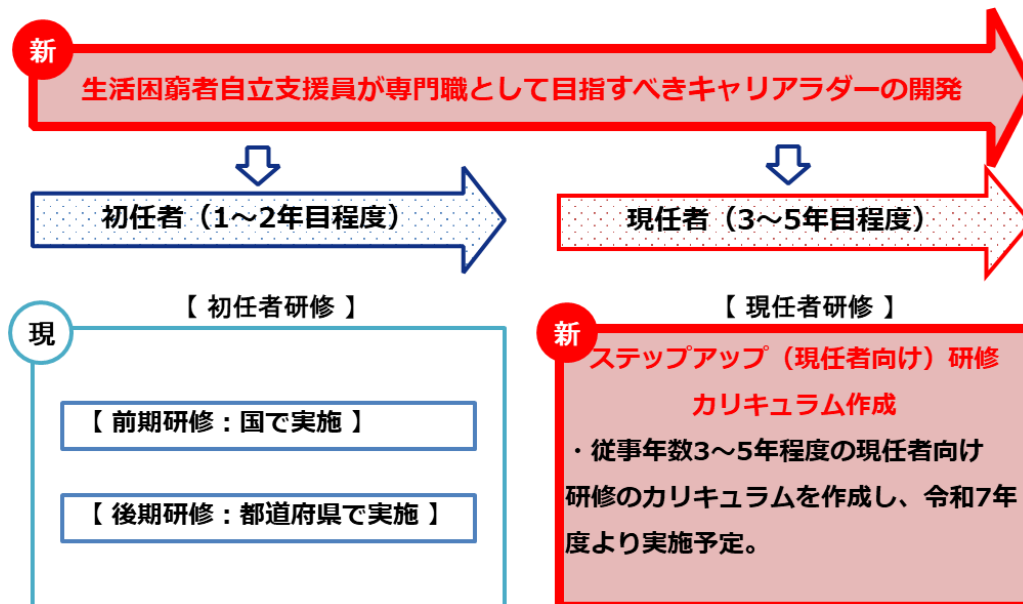 新
生活困窮者自立支援員が専門職として目指すべきキャリアラダーの開発
初任者（1～2年目程度）
現任者（3～5年目程度）
【 初任者研修 】
現
【 前期研修：国で実施 】
【 後期研修：都道府県で実施 】
【 現任者研修 】
新
ステップアップ（現任者向け）研修
カリキュラム作成
・従事年数3～5年程度の現任者向け
研修のカリキュラムを作成し、令和7年
度より実施予定。